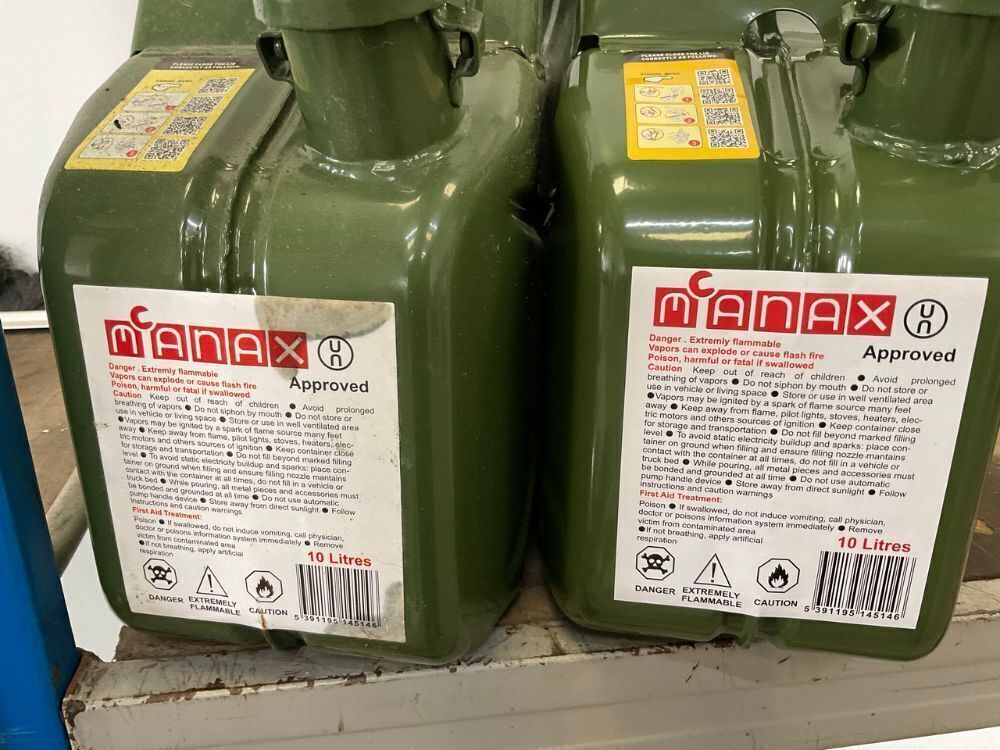 PLEASE CLOSE THE LID
CORRECTLY AS FOLLOWS:
MANAX
UN
Approved
Danger . Extremly flammable
Vapors can explode or cause flash fire
Poison, harmful or fatal if swallowed
Caution Keep out of reach of children ● Avoid prolonged
breathing of vapors ● Do not siphon by mouth ● Do not store or
use in vehicle or living space ● Store or use in well ventilated area
●Vapors may be ignited by a spark of flame source many feet
away ● Keep away from flame, pilot lights, stoves, heaters, elec-
tric motors and others sources of ignition ● Keep container close
for storage and transportation ● Do not fill beyond marked filling
level ● To avoid static electricity buildup and sparks: place con-
tainer on ground when filling and ensure filling nozzle mantains
contact with the container at all times, do not fill in a vehicle or
truck bed ● While pouring, all metal pieces and accessories must
be bonded and grounded at all time ● Do not use automatic
pump handle device ● Store away from direct sunlight ● Follow
instructions and caution warnings
First Aid Treatment:
Poison ● If swallowed, do not induce vomiting, call physician,
doctor or poisons information system immediately ● Remove
victim from contaminated area
●If not breathing, apply artificial
respiration
10 Litres
DANGER
EXTREMELY
FLAMMABLE
CAUTION
5 391195 145146
PLEASE CLOSE THE LID
CORRECTLY AS FOLLOWS:
MANAX
UN
Approved
Danger . Extremly flammable
Vapors can explode or cause flash fire
Poison, harmful or fatal if swallowed
Caution Keep out of reach of children ● Avoid prolonged
breathing of vapors ● Do not siphon by mouth ● Do not store or
use in vehicle or living space ● Store or use in well ventilated area
●Vapors may be ignited by a spark of flame source many feet
away ● Keep away from flame, pilot lights, stoves, heaters, elec-
tric motors and others sources of ignition ● Keep container close
for storage and transportation ● Do not fill beyond marked filling
level ● To avoid static electricity buildup and sparks: place con-
tainer on ground when filling and ensure filling nozzle mantains
contact with the container at all times, do not fill in a vehicle or
truck bed ● While pouring, all metal pieces and accessories must
be bonded and grounded at all time ● Do not use automatic
pump handle device ● Store away from direct sunlight ● Follow
instructions and caution warnings
First Aid Treatment:
Poison ● If swallowed, do not induce vomiting, call physician,
doctor or poisons information system immediately ● Remove
victim from contaminated area
●If not breathing, apply artificial
respiration
10 Litres
DANGER
EXTREMELY
FLAMMABLE
CAUTION
5 391195 145146